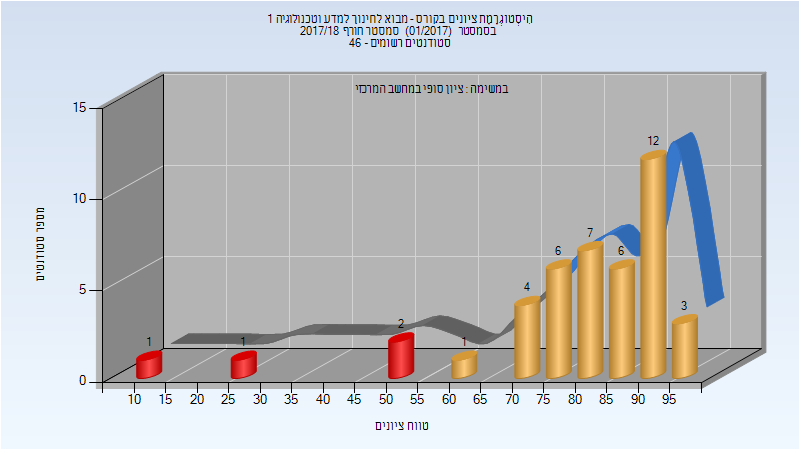 הִיסְטוֹגְרַמַת ציונים בקורס - מבוא לחינוך למדע וטכנולוגיה 1
בסמסטר (01/2017) סמסטר חורף 2017/18
סטודנטים רשומים - 46
במשימה : ציון סופי במחשב המרכזי
מספר סטודנטים
15
10
5
0
1
1
2
1
4
6
7
6
12
3
10 15 20 25 30 35 40 45 50 55 60 65 70 75 80 85 90 95
טווח ציונים